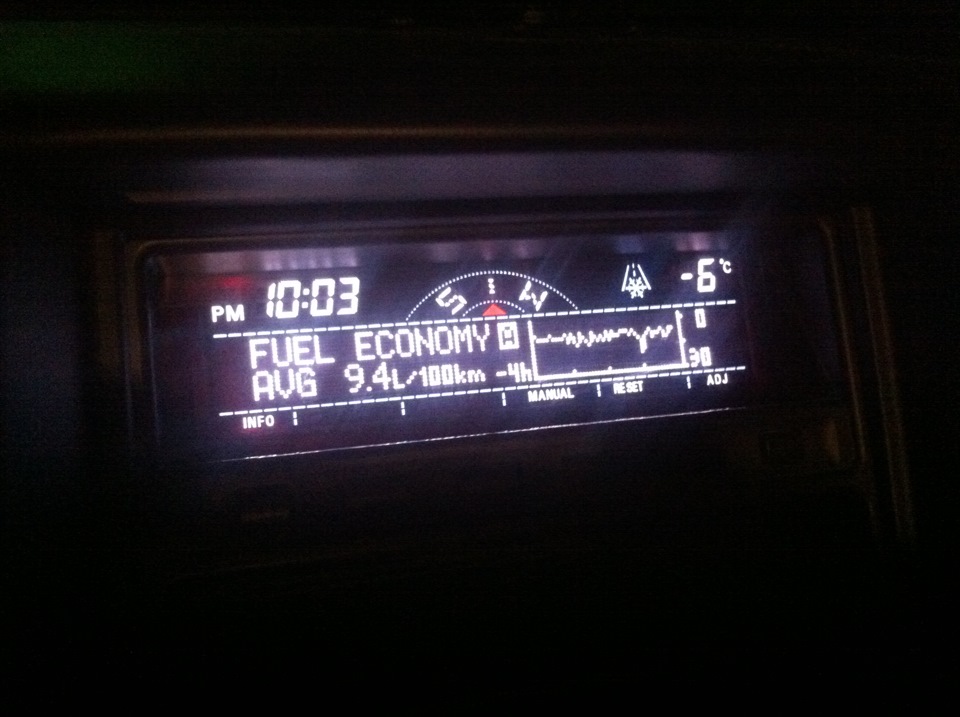 PM 10:03
S W
-6°C
FUEL ECONOMY
0
AVG 9.4L/100km -4h
30
INFO
MANUAL
RESET
ADJ